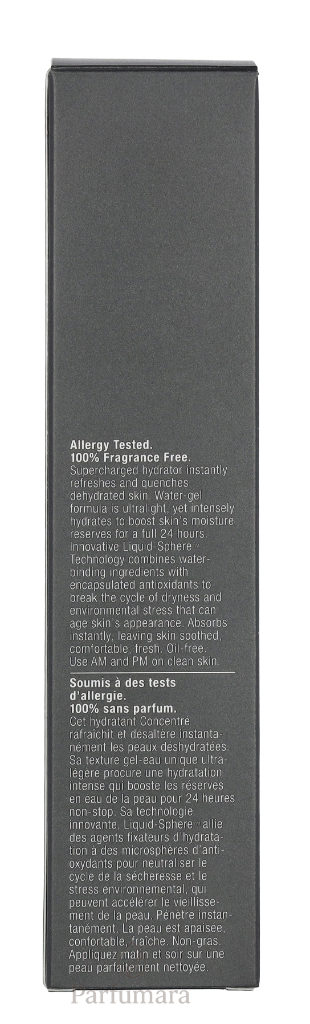 Allergy Tested.
100% Fragrance Free.
Supercharged hydrator instantly
refreshes and quenches
dehydrated skin. Water-gel
formula is ultralight, yet intensely
hydrates to boost skin's moisture
reserves for a full 24 hours.
Innovative Liquid-Sphere
Technology combines water-
binding ingredients with
encapsulated antioxidants to
break the cycle of dryness and
environmental stress that can
age skin's appearance. Absorbs
instantly, leaving skin soothed,
comfortable, fresh. Oil-free.
Use AM and PM on clean skin.
Soumis à des tests
d'allergie.
100% sans parfum.
Cet hydratant Concentré
rafraîchit et désaltère instanta-
nément les peaux déshydratées.
Sa texture gel-eau unique ultra-
légère procure une hydratation
intense qui booste les réserves
en eau de la peau pour 24 heures
non-stop. Sa technologie
innovante, Liquid-Sphere allie
des agents fixateurs d'hydrata-
tion à des microsphères d'anti-
oxydants pour neutraliser le
cycle de la sécheresse et le
stress environnemental, qui
peuvent accélérer le vieillisse-
ment de la peau. Pénètre instan-
tanément. La peau est apaisée,
confortable, fraîche. Non-gras.
Appliquez matin et soir sur une
peau parfaitement nettoyée.
Parfumara